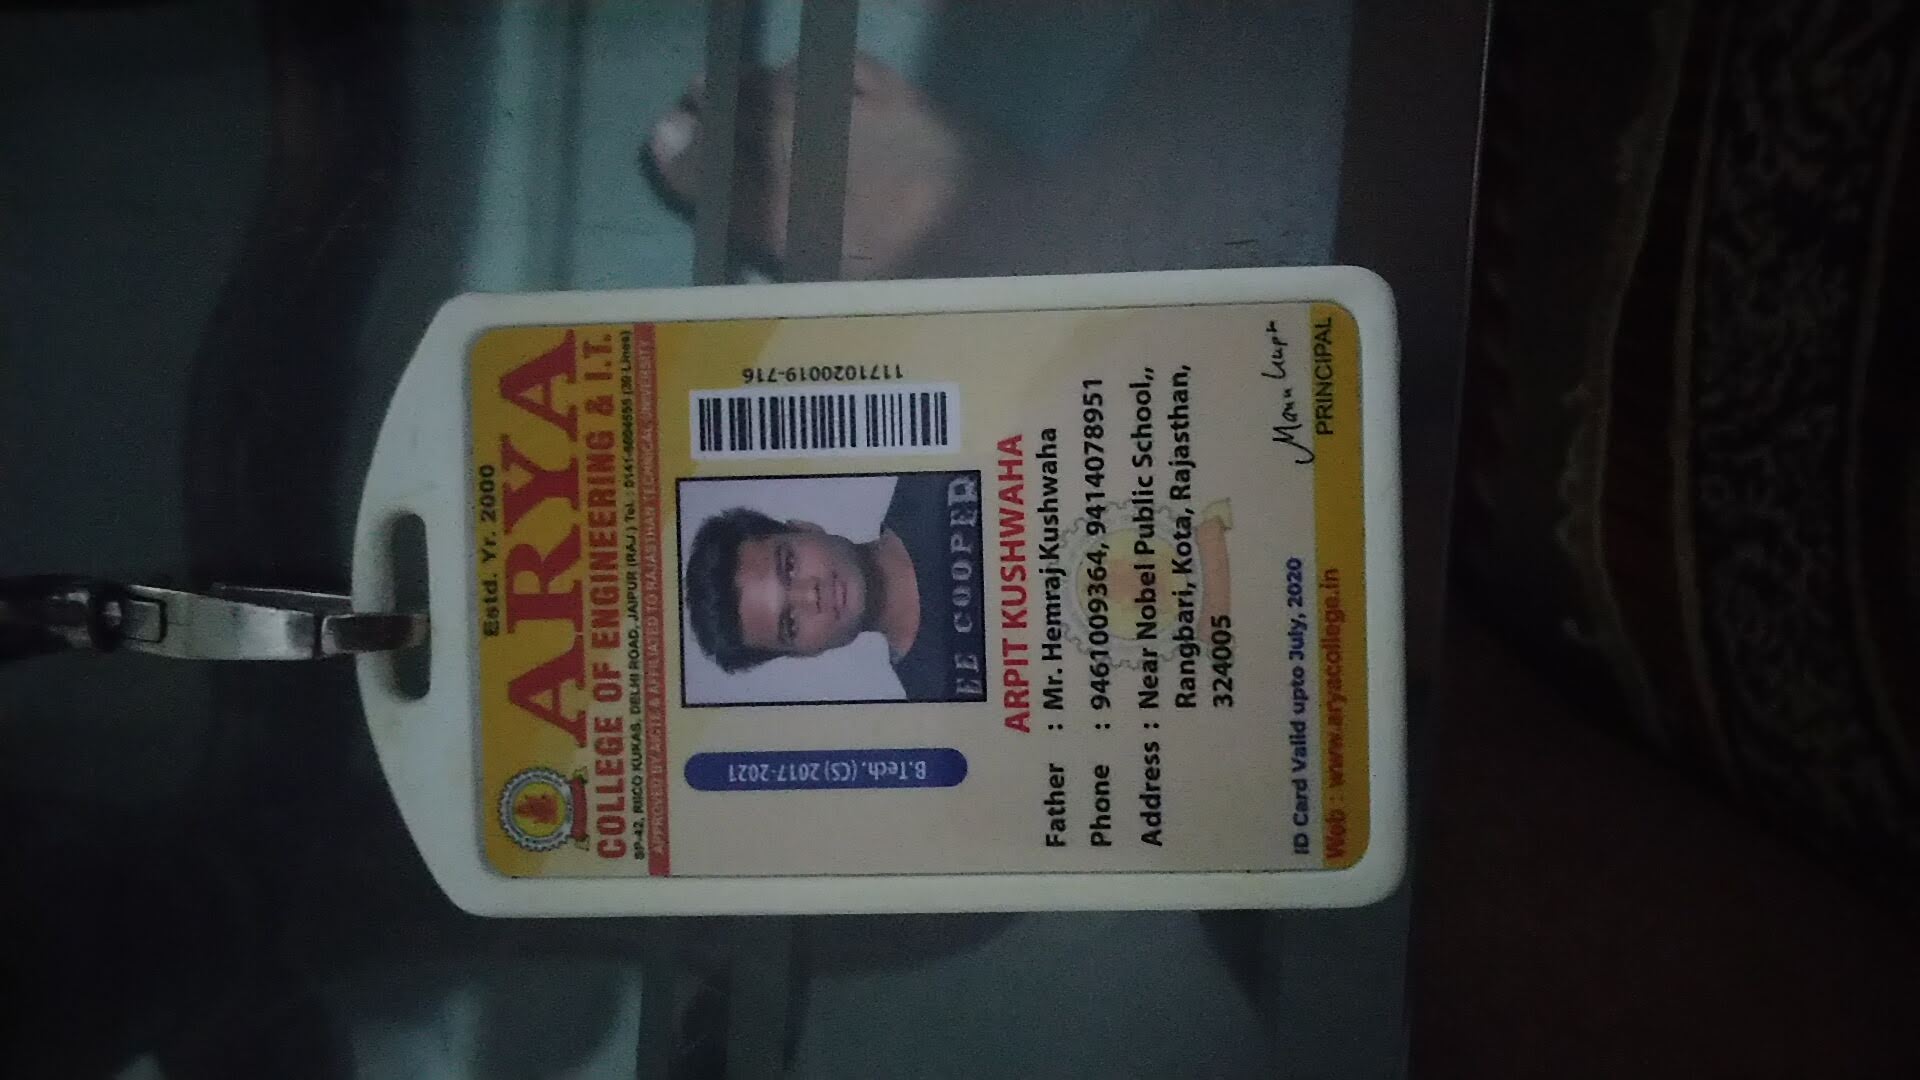 Estd. Yr. 2000
ARYA
COLLEGE OF ENGINEERING & I.T.
SP-42, RIICO KUKAS, DELHI ROAD, JAIPUR (RAJ.) Tel. : 0141-6604555 (30 Lines)
APPROVED BY AICTE & AFFILIATED TO RAJASTHAN TECHNICAL UNIVERSITY
B.Tech. (CS) 2017-2021
EE COOPER
1171020019-716
ARPIT KUSHWAHA
Father : Mr. Hemraj Kushwaha
Phone : 9461009364, 9414078951
Address : Near Nobel Public School,,
Rangbari, Kota, Rajasthan,
324005
ID Card Valid upto July, 2020
PRINCIPAL
Web : www.aryacollege.in